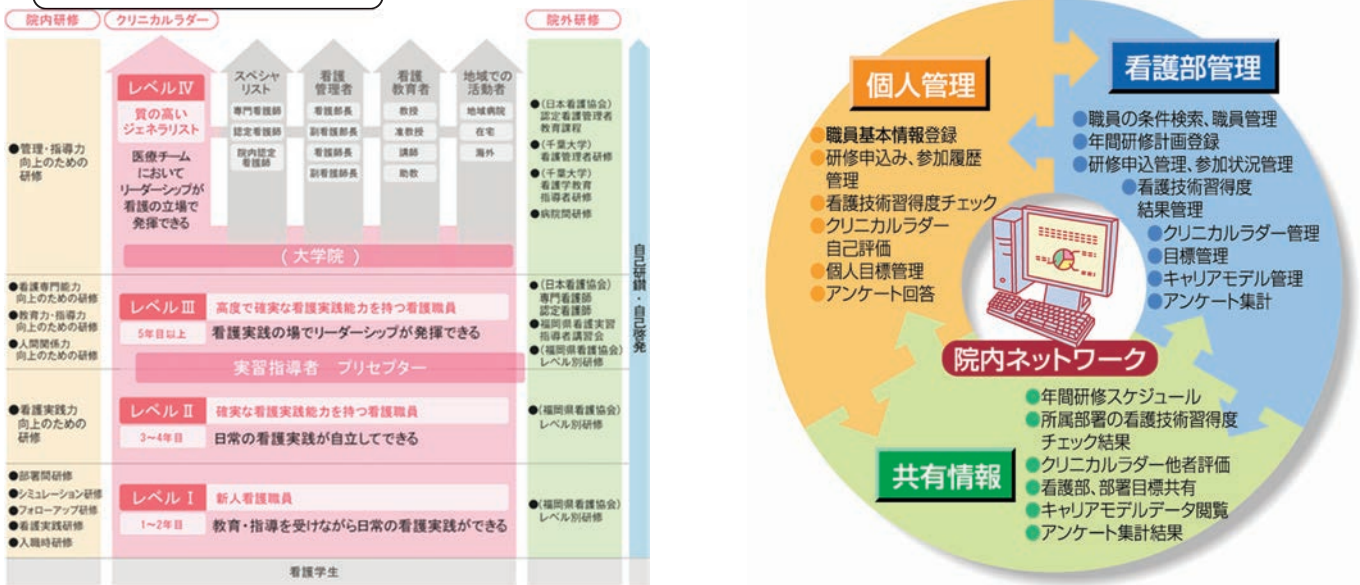 院内研修
クリニカルラダー
院外研修
レベルⅣ
質の高い
ジェネラリスト
医療チーム
において
リーダーシップが
看護の立場で
発揮できる
スペシャ
リスト
専門看護師
認定看護師
院内認定
看護師
看護
管理者
看護部長
副看護部長
看護師長
副看護師長
看護
教育者
教授
准教授
講師
助教
地域での
活動者
地域病院
在宅
海外
●管理・指導力
向上のための
研修
●(日本看護協会)
認定看護管理者
教育課程
●(千葉大学)
看護管理者研修
●(千葉大学)
看護学教育
指導者研修
●病院間研修
(大学院)
●看護専門能力
向上のための研修
●教育力・指導力
向上のための研修
●人間関係力
向上のための研修
レベルⅢ
高度で確実な看護実践能力を持つ看護職員
5年目以上
看護実践の場でリーダーシップが発揮できる
●(日本看護協会)
専門看護師
認定看護師
●福岡県看護実習
指導者講習会
●(福岡県看護協会)
レベル別研修
実習指導者 プリセプター
●看護実践力
向上のための
研修
レベルⅡ
確実な看護実践能力を持つ看護職員
3~4年目
日常の看護実践が自立してできる
●(福岡県看護協会)
レベル別研修
●部署間研修
●シミュレーション研修
●フォローアップ研修
●看護実践研修
●入職時研修
レベルⅠ
新人看護職員
1~2年目
教育・指導を受けながら日常の看護実践ができる
●(福岡県看護協会)
レベル別研修
看護学生
自己研鑽・自己啓発
個人管理
●職員基本情報登録
●研修申込み、参加履歴
管理
●看護技術習得度チェック
●クリニカルラダー
自己評価
●個人目標管理
●アンケート回答
看護部管理
●職員の条件検索、職員管理
●年間研修計画登録
●研修申込管理、参加状況管理
●看護技術習得度
結果管理
●クリニカルラダー管理
●目標管理
●キャリアモデル管理
●アンケート集計
院内ネットワーク
共有情報
●年間研修スケジュール
●所属部署の看護技術習得度
チェック結果
●クリニカルラダー他者評価
●看護部、部署目標共有
●キャリアモデルデータ閲覧
●アンケート集計結果